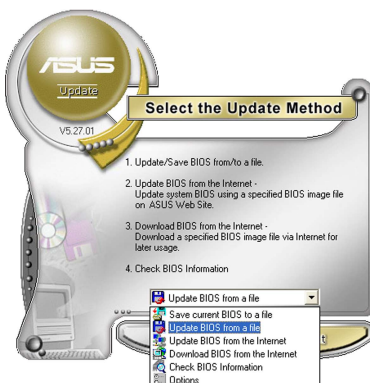 ASUS
Update
V5.27.01
Select the Update Method
1. Update/Save BIOS from/to a file.
2. Update BIOS from the Internet -
Update system BIOS using a specified BIOS image file
on ASUS Web Site.
3. Download BIOS from the Internet -
Download a specified BIOS image file via Internet for
later usage.
4. Check BIOS Information
Update BIOS from a file
Save current BIOS to a file
Update BIOS from a file
Update BIOS from the Internet
Download BIOS from the Internet
Check BIOS Information
Options